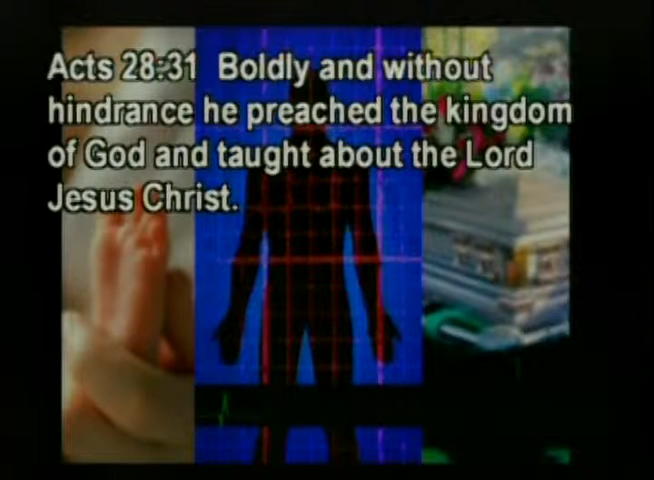 Acts 28:31 Boldly and without
hindrance he preached the kingdom
of God and taught about the Lord
Jesus Christ.